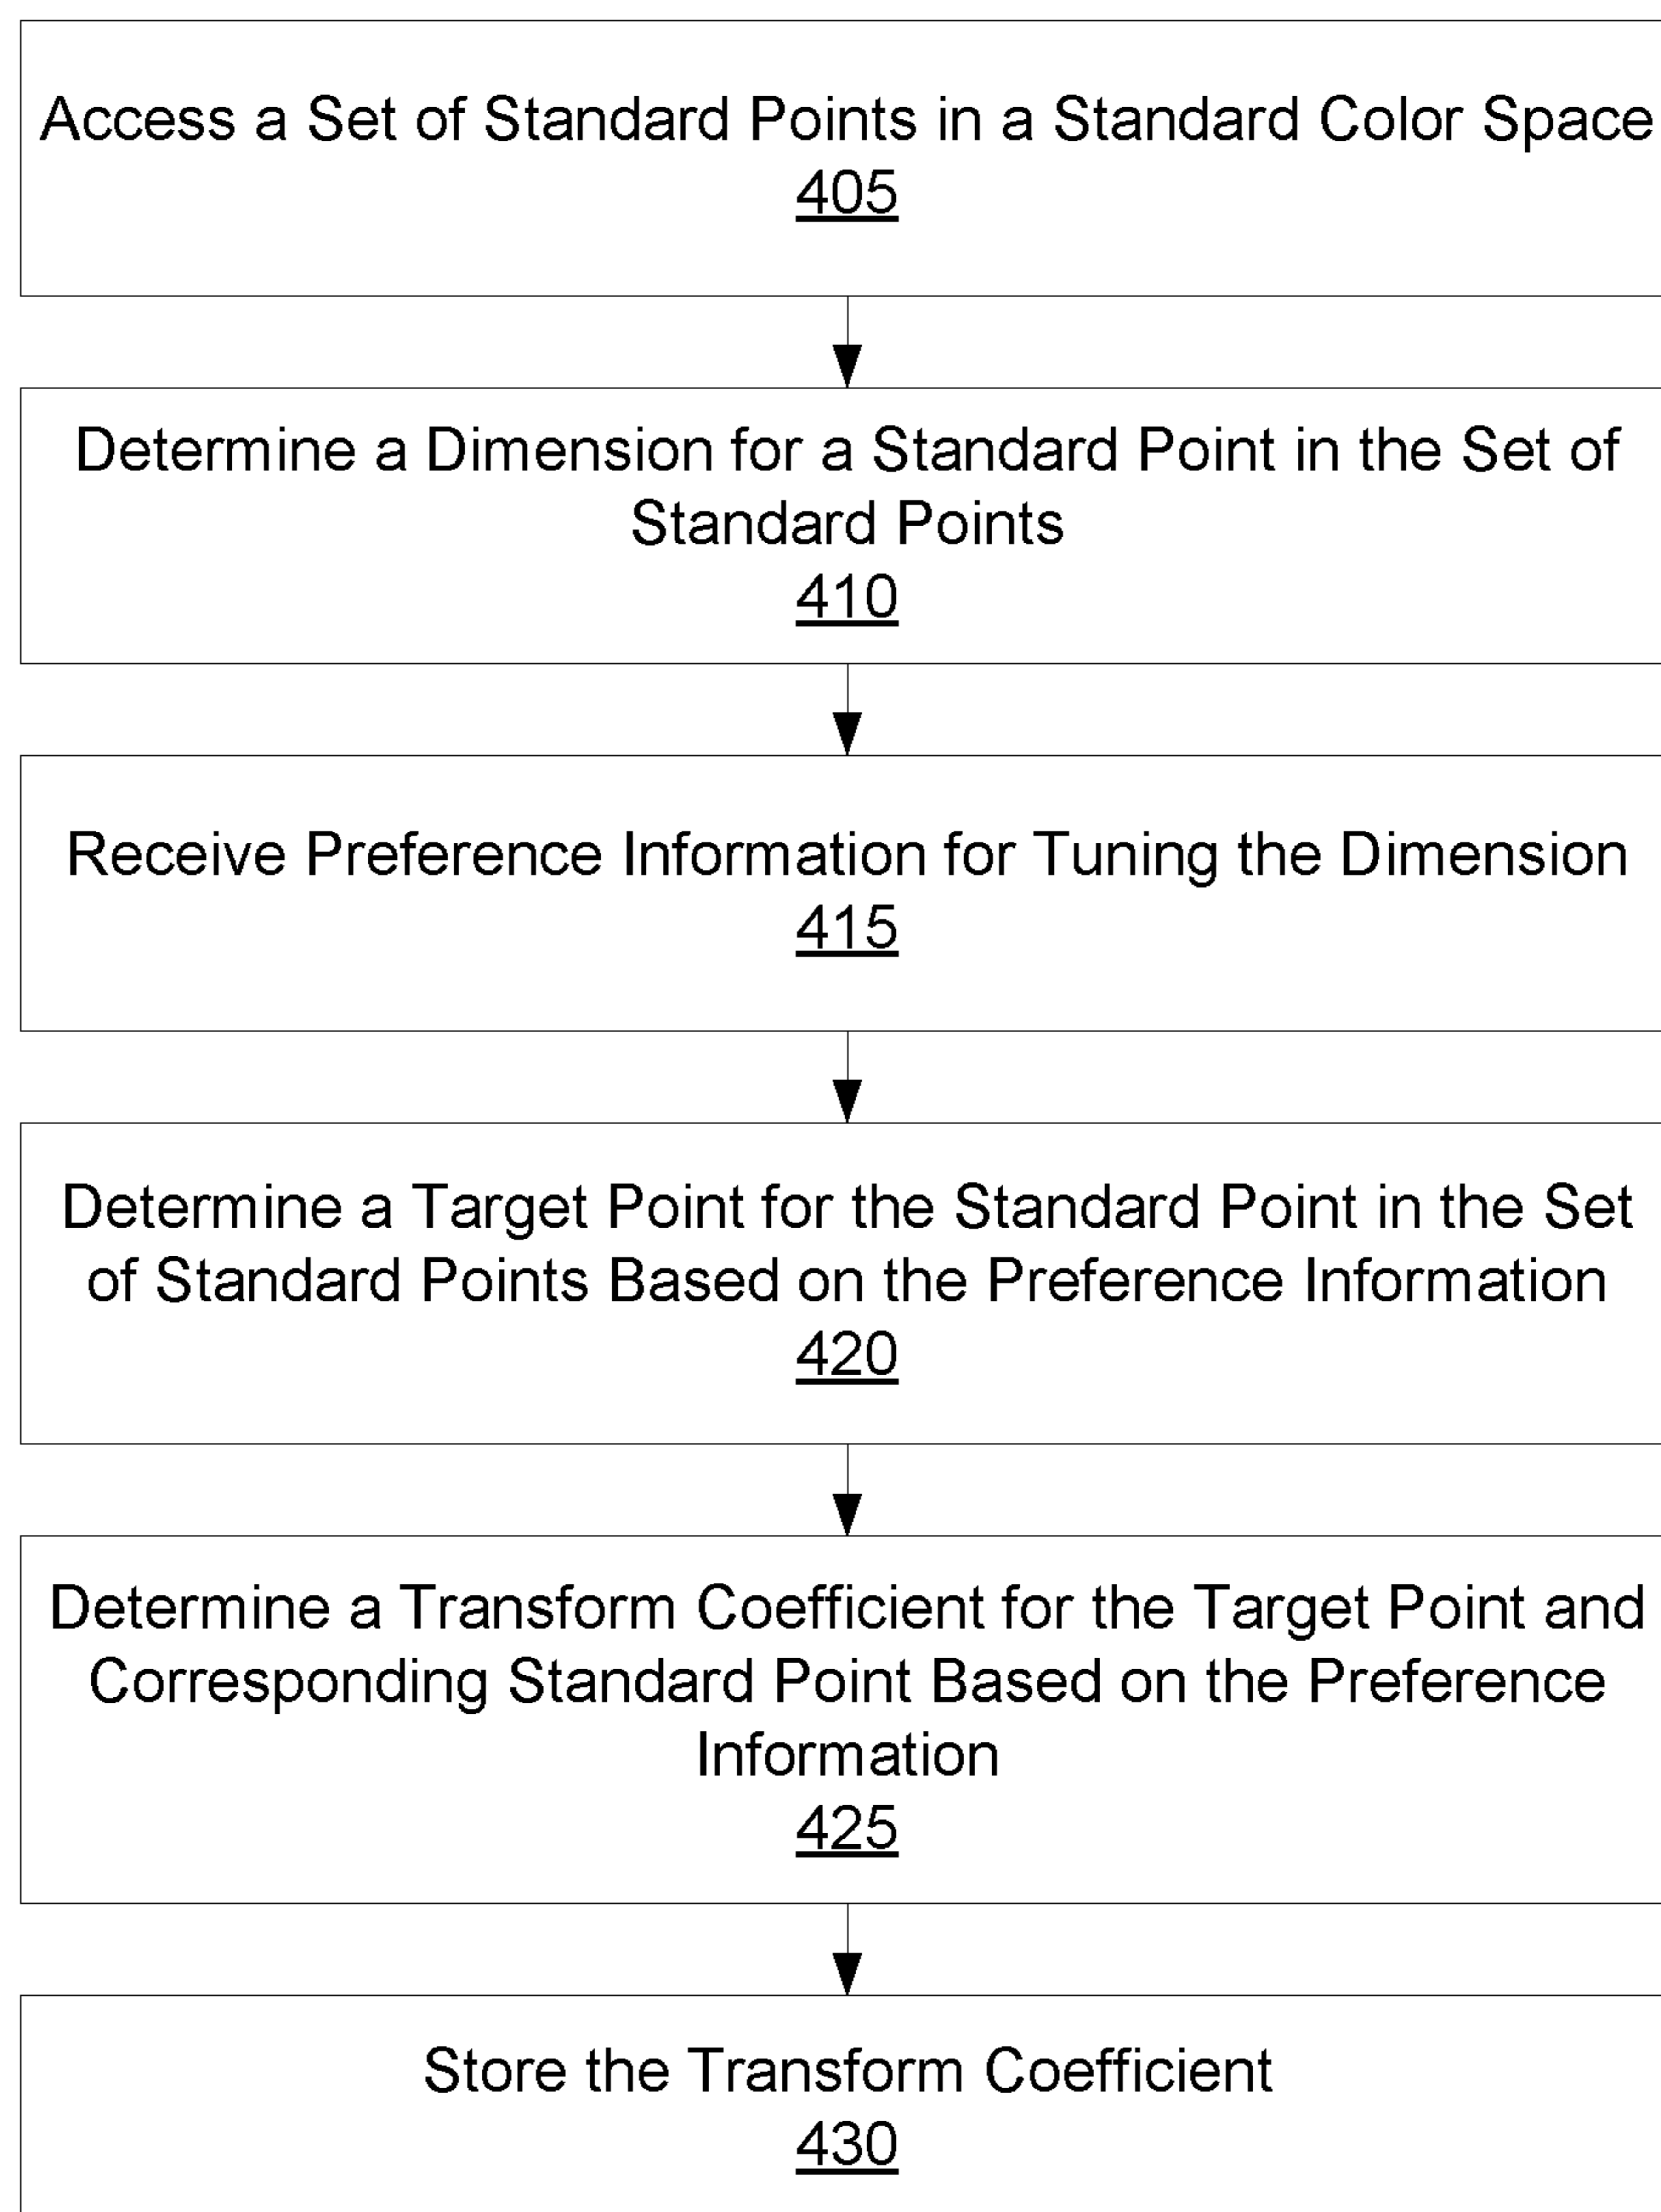 Access a Set of Standard Points in a Standard Color Space
405
Determine a Dimension for a Standard Point in the Set of
Standard Points
410
Receive Preference Information for Tuning the Dimension
415
Determine a Target Point for the Standard Point in the Set
of Standard Points Based on the Preference Information
420
Determine a Transform Coefficient for the Target Point and
Corresponding Standard Point Based on the Preference
Information
425
Store the Transform Coefficient
430